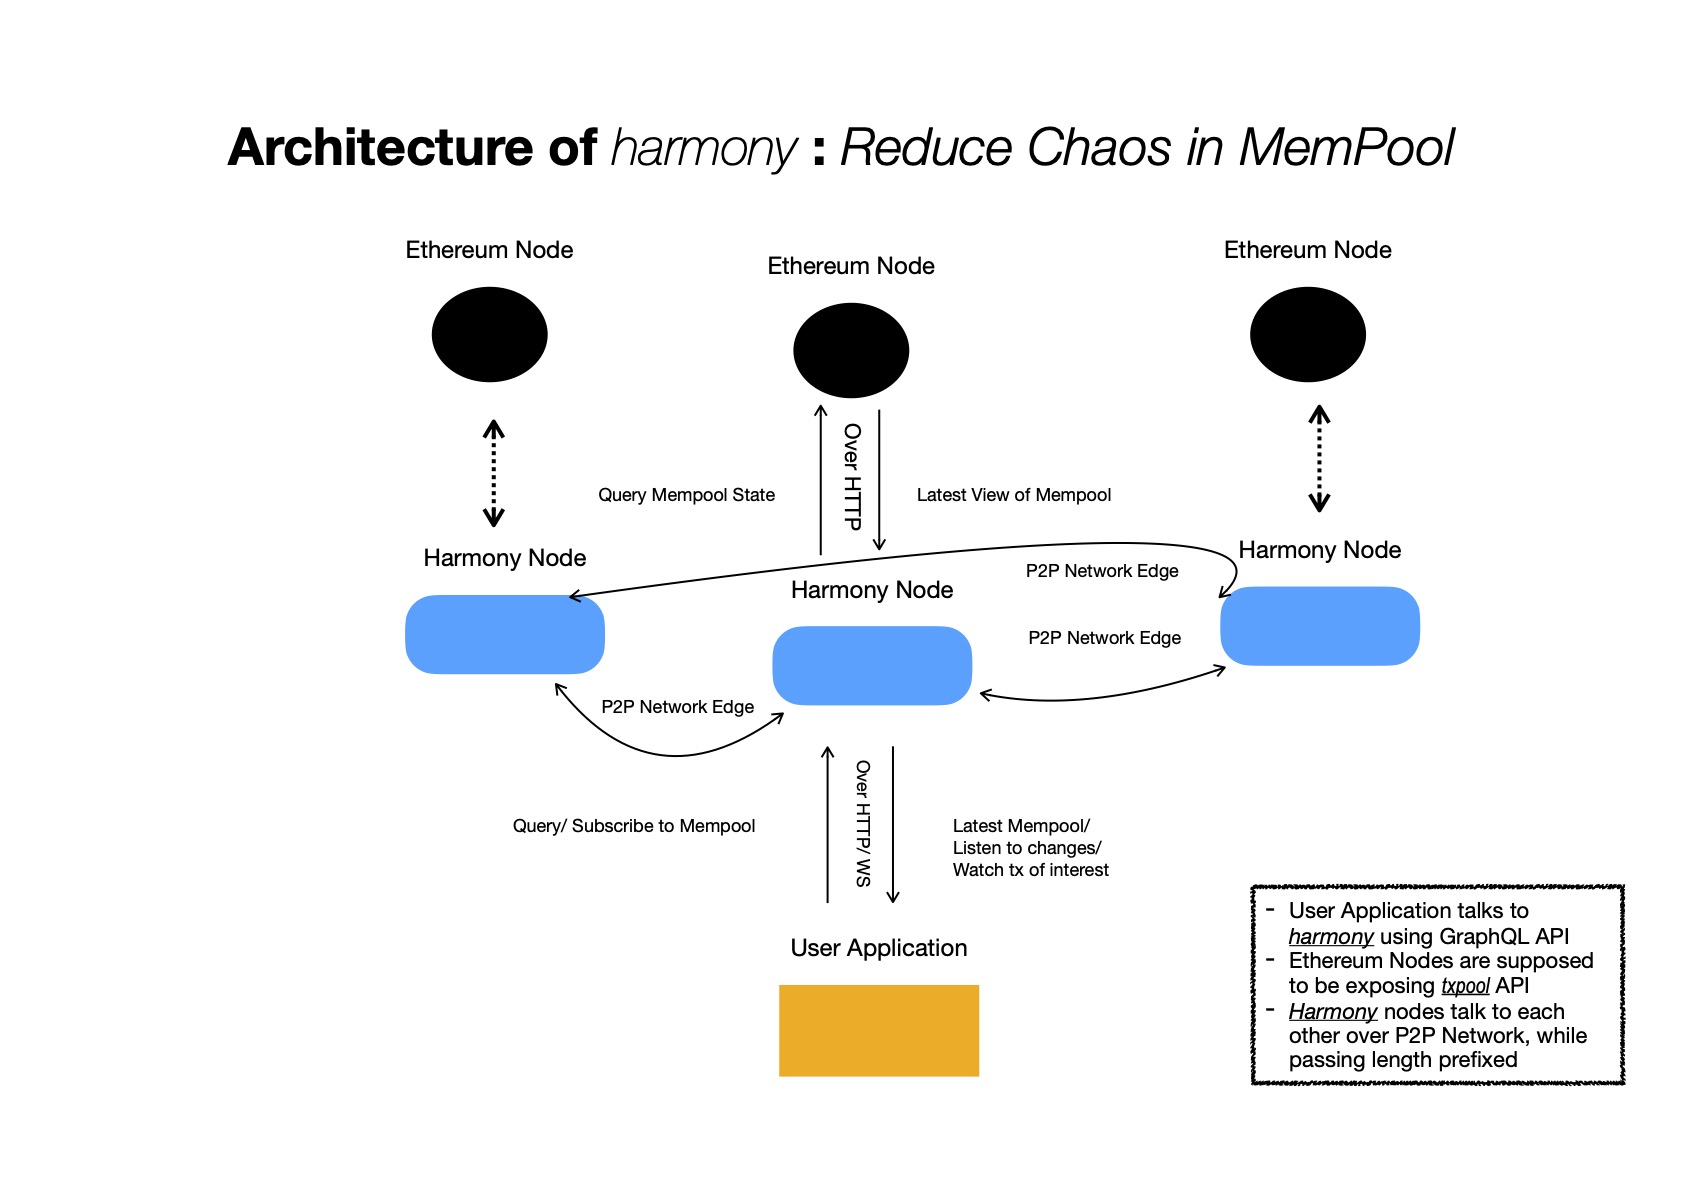 Architecture of harmony : Reduce Chaos in MemPool
Ethereum Node
Ethereum Node
Ethereum Node
Over HTTP
Query Mempool State
Latest View of Mempool
Harmony Node
Harmony Node
Harmony Node
P2P Network Edge
P2P Network Edge
P2P Network Edge
Over HTTP/ WS
Query/ Subscribe to Mempool
Latest Mempool/
Listen to changes/
Watch tx of interest
User Application
- User Application talks to
harmony using GraphQL API
- Ethereum Nodes are supposed
to be exposing txpool API
- Harmony nodes talk to each
other over P2P Network, while
passing length prefixed